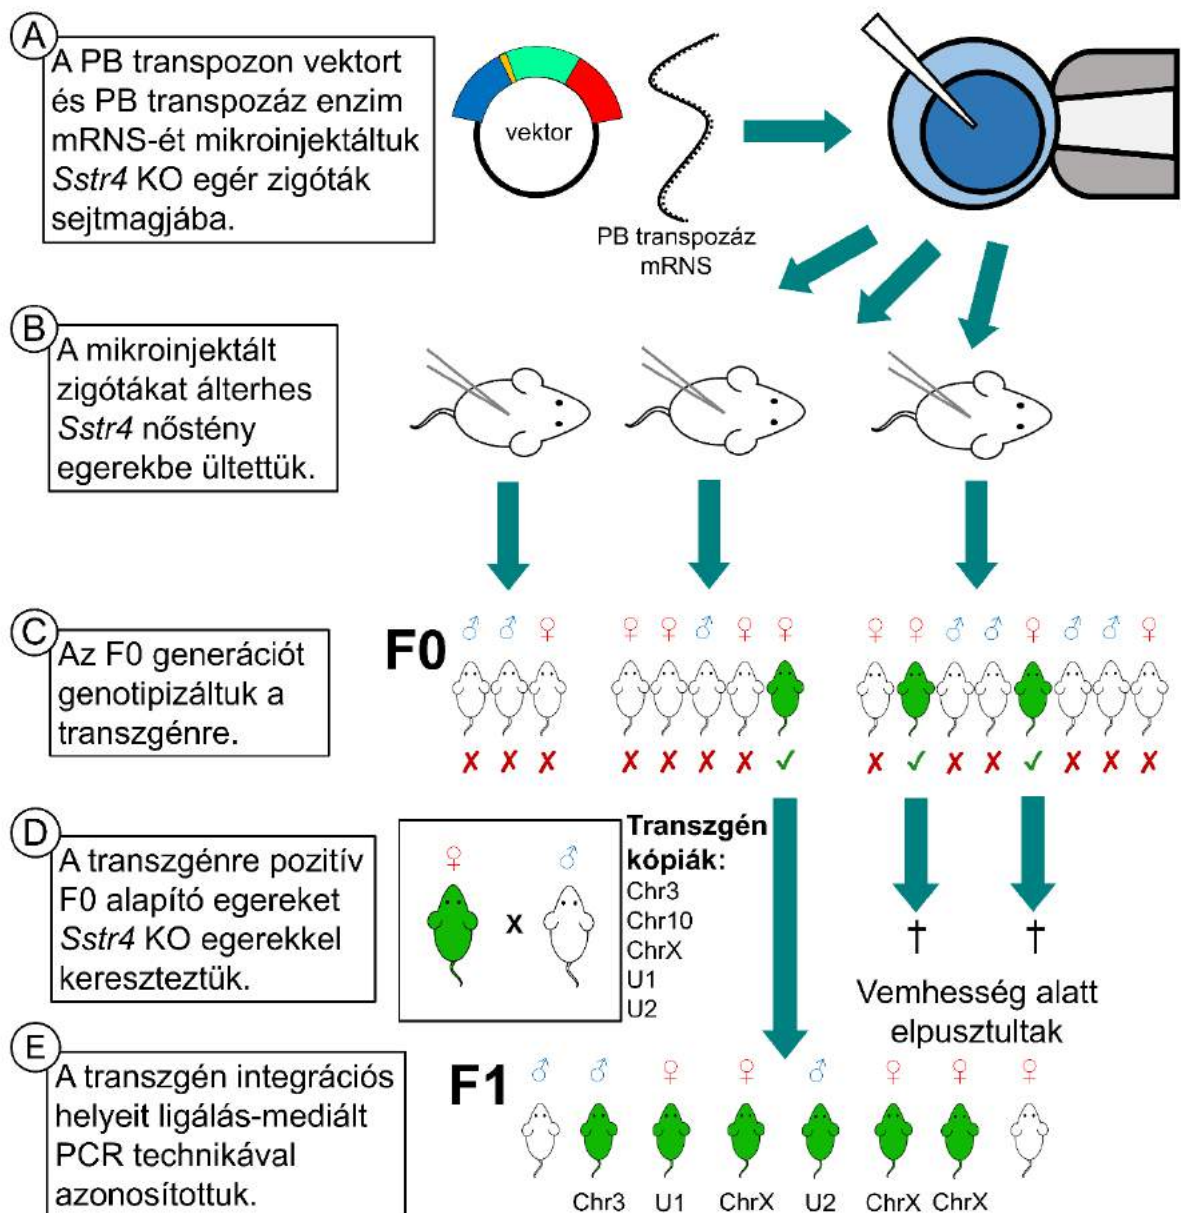 A
A PB transpozon vektort
és PB transpozáz enzim
mRNS-ét mikroinjektáltuk
Sstr4 KO egér zigóták
sejtmagjába.
vektor
PB transpozáz
mRNS
B
A mikroinjektált
zigótákat álterhes
Sstr4 nőstény
egerekbe ültettük.
C
Az F0 generációt
genotipizáltuk a
transzgénre.
F0
♂ ♂ ♀ ♀ ♀ ♂ ♀ ♀ ♀ ♀ ♂ ♂ ♀ ♂ ♂ ♀
✗ ✗ ✗ ✗ ✗ ✗ ✗ ✓ ✗ ✓ ✗ ✗ ✓ ✗ ✗ ✗
D
A transzgénre pozitív
F0 alapító egereket
Sstr4 KO egerekkel
kereszteztük.
♀ ♂
x
Transzgén
kópiák:
Chr3
Chr10
ChrX
U1
U2
† †
Vemhesség alatt
elpusztultak
E
A transzgén integrációs
helyeit ligálás-mediált
PCR technikával
azonosítottuk.
F1
♂ ♂ ♀ ♀ ♂ ♀ ♀ ♀
Chr3 U1 ChrX U2 ChrX ChrX